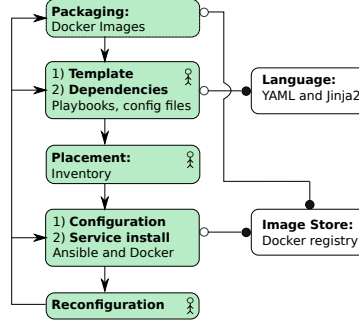 Packaging:
Docker Images
1) Template
2) Dependencies
Playbooks, config files
Language:
YAML and Jinja2
Placement:
Inventory
1) Configuration
2) Service install
Ansible and Docker
Image Store:
Docker registry
Reconfiguration